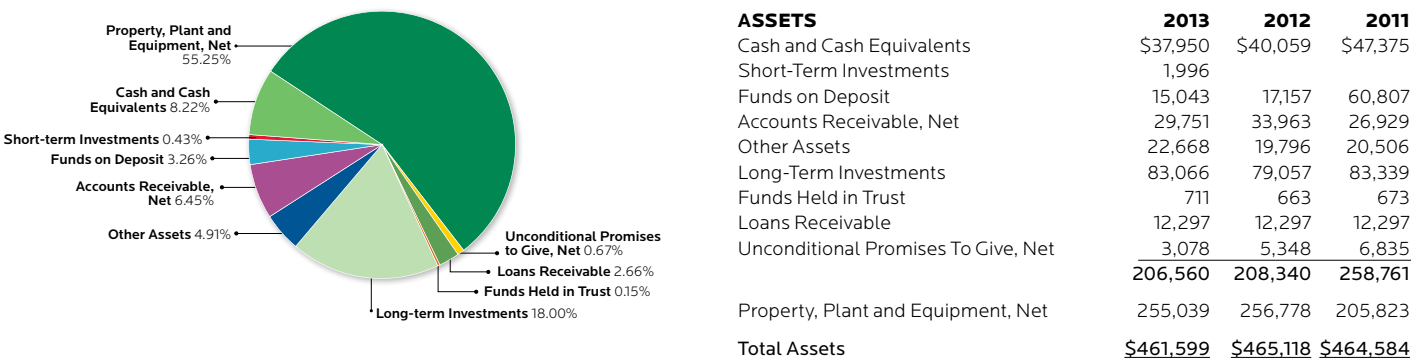 Property, Plant and
Equipment, Net
55.25%
Cash and Cash
Equivalents 8.22%
Short-term Investments 0.43%
Funds on Deposit 3.26%
Accounts Receivable,
Net 6.45%
Other Assets 4.91%
Unconditional Promises
to Give, Net 0.67%
Loans Receivable 2.66%
Funds Held in Trust 0.15%
Long-term Investments 18.00%
ASSETS 2013 2012 2011
Cash and Cash Equivalents $37,950 $40,059 $47,375
Short-Term Investments 1,996
Funds on Deposit 15,043 17,157 60,807
Accounts Receivable, Net 29,751 33,963 26,929
Other Assets 22,668 19,796 20,506
Long-Term Investments 83,066 79,057 83,339
Funds Held in Trust 711 663 673
Loans Receivable 12,297 12,297 12,297
Unconditional Promises To Give, Net 3,078 5,348 6,835
206,560 208,340 258,761
Property, Plant and Equipment, Net 255,039 256,778 205,823
Total Assets $461,599 $465,118 $464,584